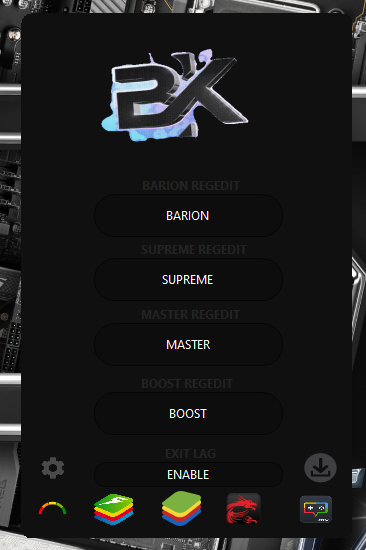 BX
BARION REGEDIT
BARION
SUPREME REGEDIT
SUPREME
MASTER REGEDIT
MASTER
BOOST REGEDIT
BOOST
EXIT LAG
ENABLE